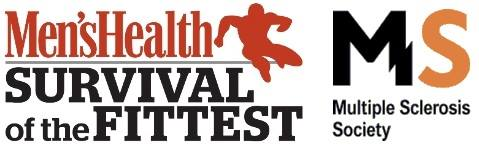 Men'sHealth
SURVIVAL
of the FITTEST
MS
Multiple Sclerosis
Society